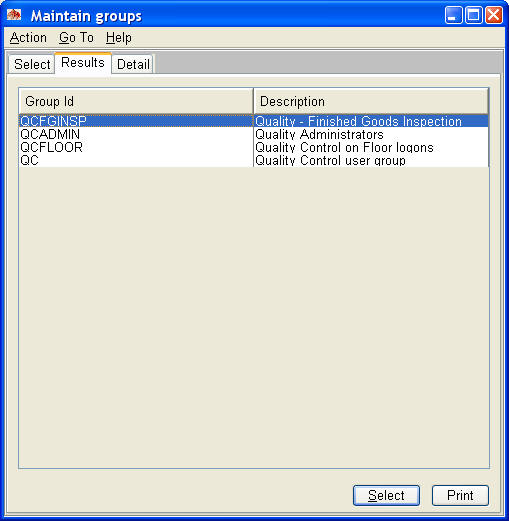 Maintain groups
Action Go To Help
Select Results Detail
Group Id Description
QCFGINSP Quality - Finished Goods Inspection
QCADMIN Quality Administrators
QCFLOOR Quality Control on Floor logons
QC Quality Control user group
Select Print